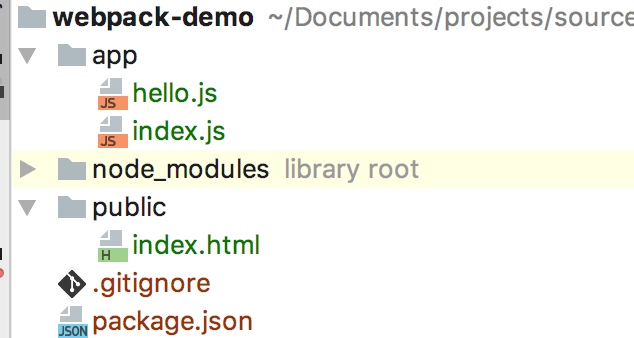 webpack-demo ~/Documents/projects/source
app
JS hello.js
JS index.js
node_modules library root
public
H index.html
.gitignore
JSON package.json